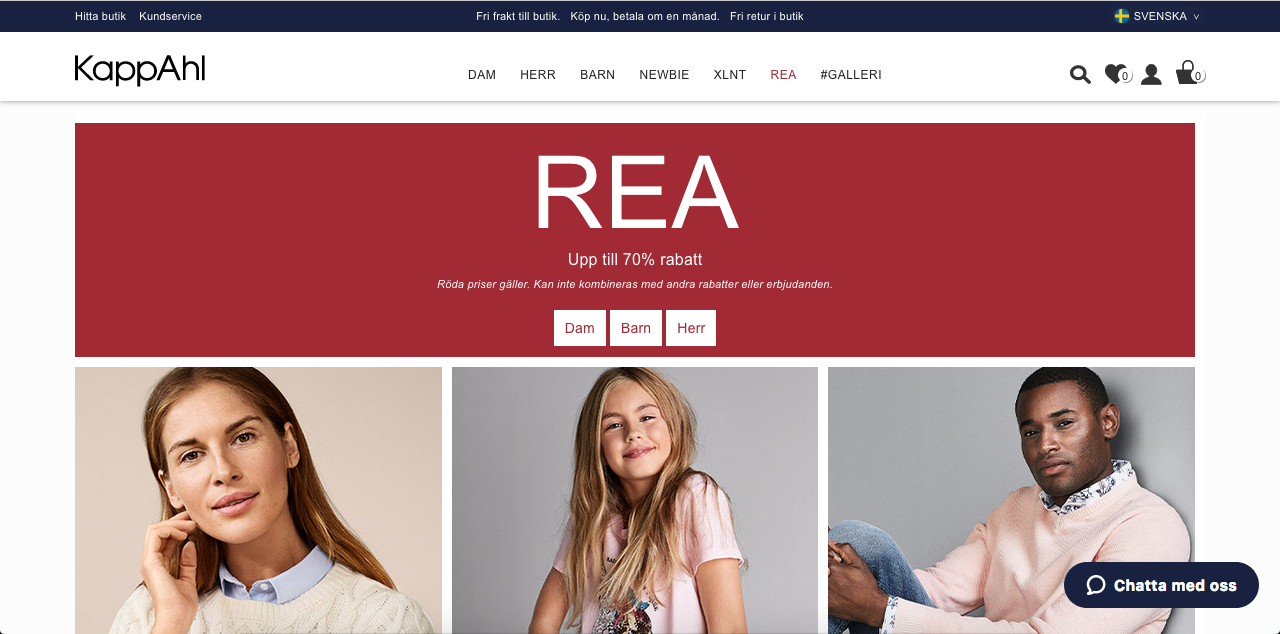 Hitta butik Kundservice Fri frakt till butik. Köp nu, betala om en månad. Fri retur i butik SVENSKA v
KappAhl DAM HERR BARN NEWBIE XLNT REA #GALLERI 0 0
REA
Upp till 70% rabatt
Röda priser gäller. Kan inte kombineras med andra rabatter eller erbjudanden.
Dam Barn Herr
Chatta med oss